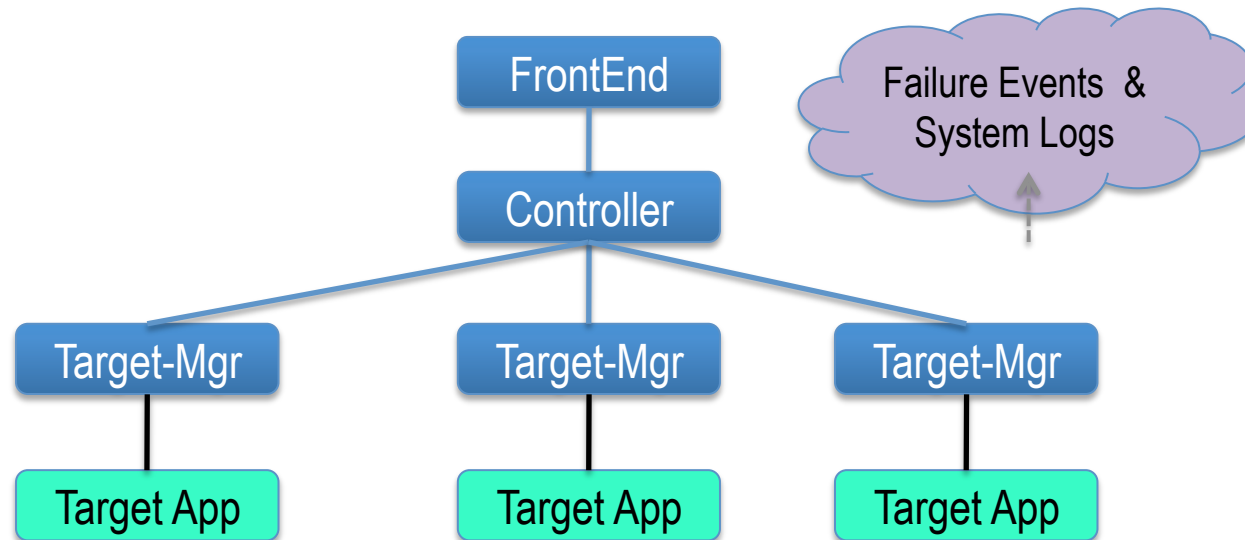 FrontEnd
Failure Events &
System Logs
Controller
Target-Mgr
Target-Mgr
Target-Mgr
Target App
Target App
Target App